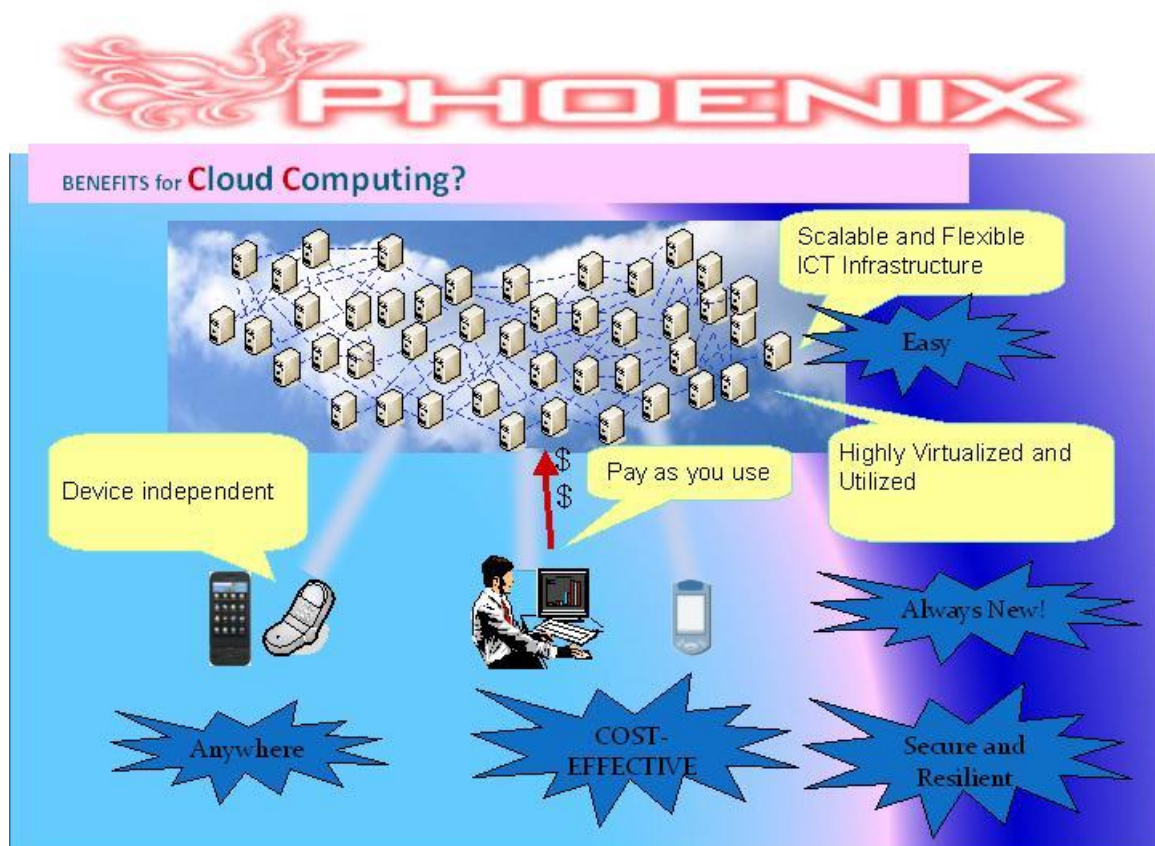 PHOENIX
BENEFITS for Cloud Computing?
Scalable and Flexible
ICT Infrastructure
Easy
Highly Virtualized and
Utilized
Device independent
Pay as you use
$
$
Always New!
Anywhere
COST-
EFFECTIVE
Secure and
Resilient